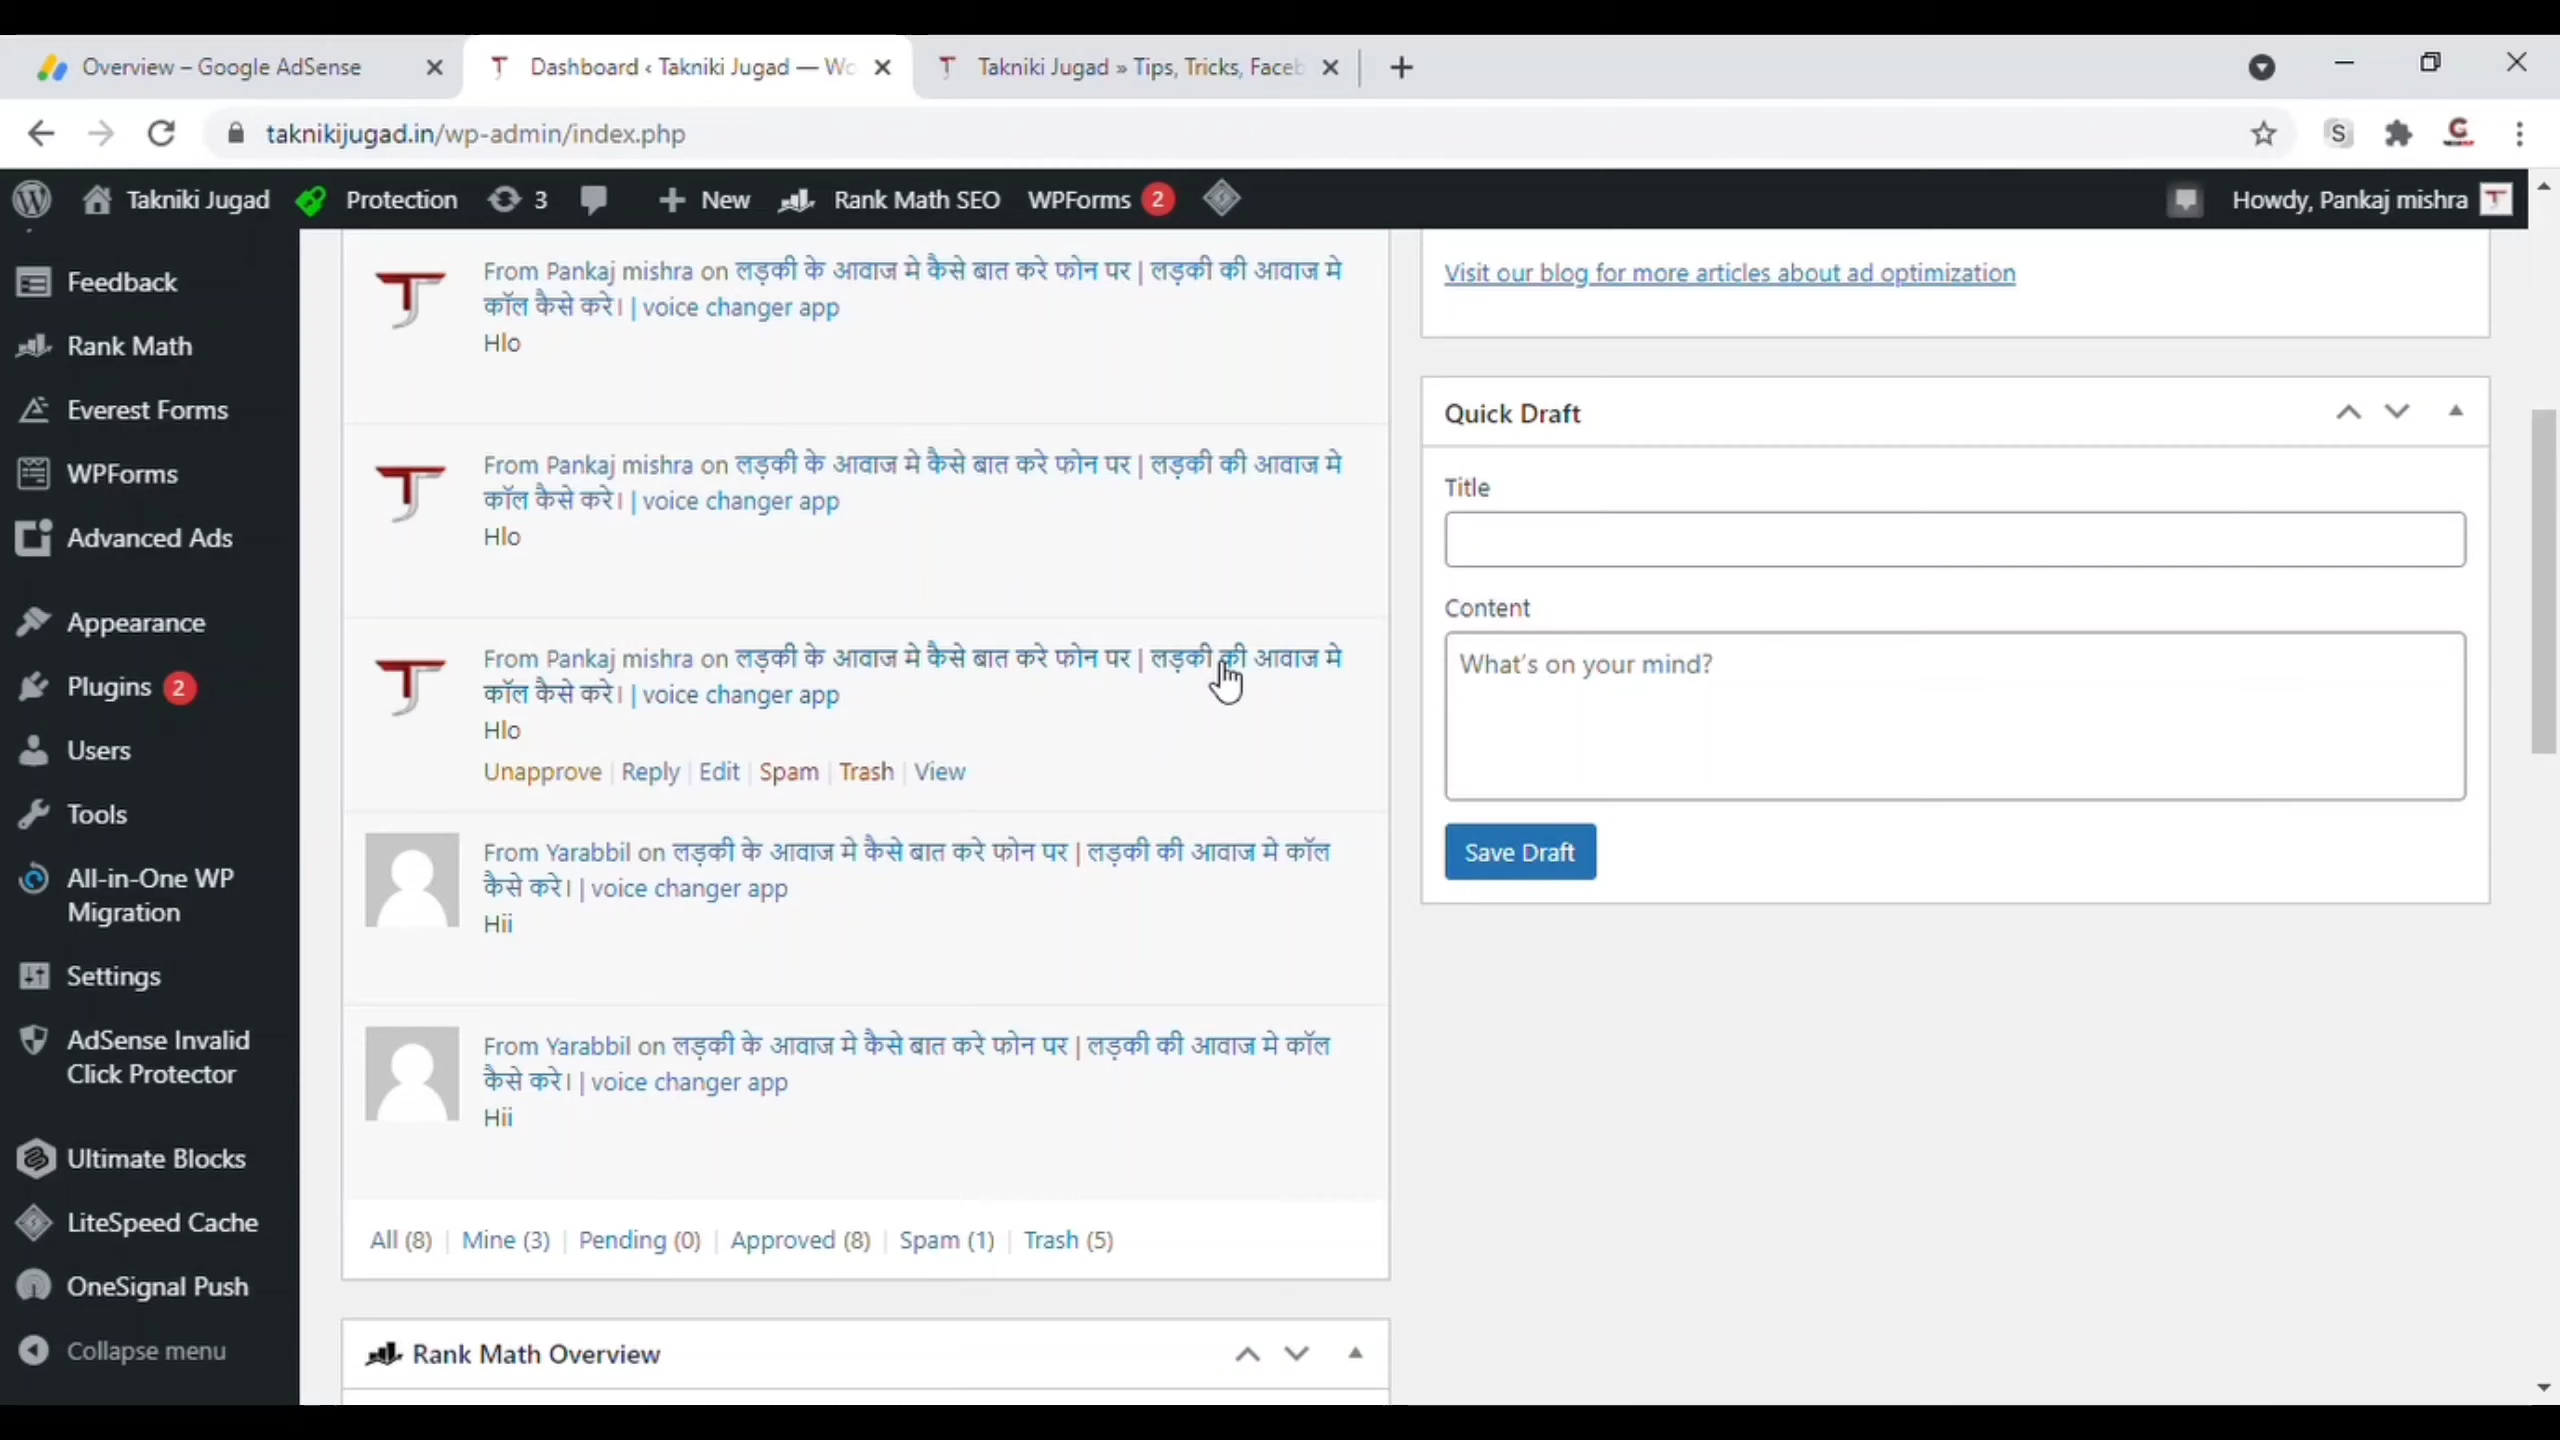 Overview – Google AdSense
Dashboard ‹ Takniki Jugad — Wo
Takniki Jugad » Tips, Tricks, Faceb
taknikijugad.in/wp-admin/index.php
Takniki Jugad
Protection
3
New
Rank Math SEO
WPForms 2
Howdy, Pankaj mishra
Feedback
Rank Math
Everest Forms
WPForms
Advanced Ads
Appearance
Plugins 2
Users
Tools
All-in-One WP
Migration
Settings
AdSense Invalid
Click Protector
Ultimate Blocks
LiteSpeed Cache
OneSignal Push
Collapse menu
From Pankaj mishra on लड़की के आवाज मे कैसे बात करे फोन पर | लड़की की आवाज मे
कॉल कैसे करे। | voice changer app
Hlo
From Pankaj mishra on लड़की के आवाज मे कैसे बात करे फोन पर | लड़की की आवाज मे
कॉल कैसे करे। | voice changer app
Hlo
From Pankaj mishra on लड़की के आवाज मे कैसे बात करे फोन पर | लड़की की आवाज मे
कॉल कैसे करे। | voice changer app
Hlo
Unapprove | Reply | Edit | Spam | Trash | View
From Yarabbil on लड़की के आवाज मे कैसे बात करे फोन पर | लड़की की आवाज मे कॉल
कैसे करे। | voice changer app
Hii
From Yarabbil on लड़की के आवाज मे कैसे बात करे फोन पर | लड़की की आवाज मे कॉल
कैसे करे। | voice changer app
Hii
All (8) | Mine (3) | Pending (0) | Approved (8) | Spam (1) | Trash (5)
Rank Math Overview
Visit our blog for more articles about ad optimization
Quick Draft
Title
Content
What's on your mind?
Save Draft